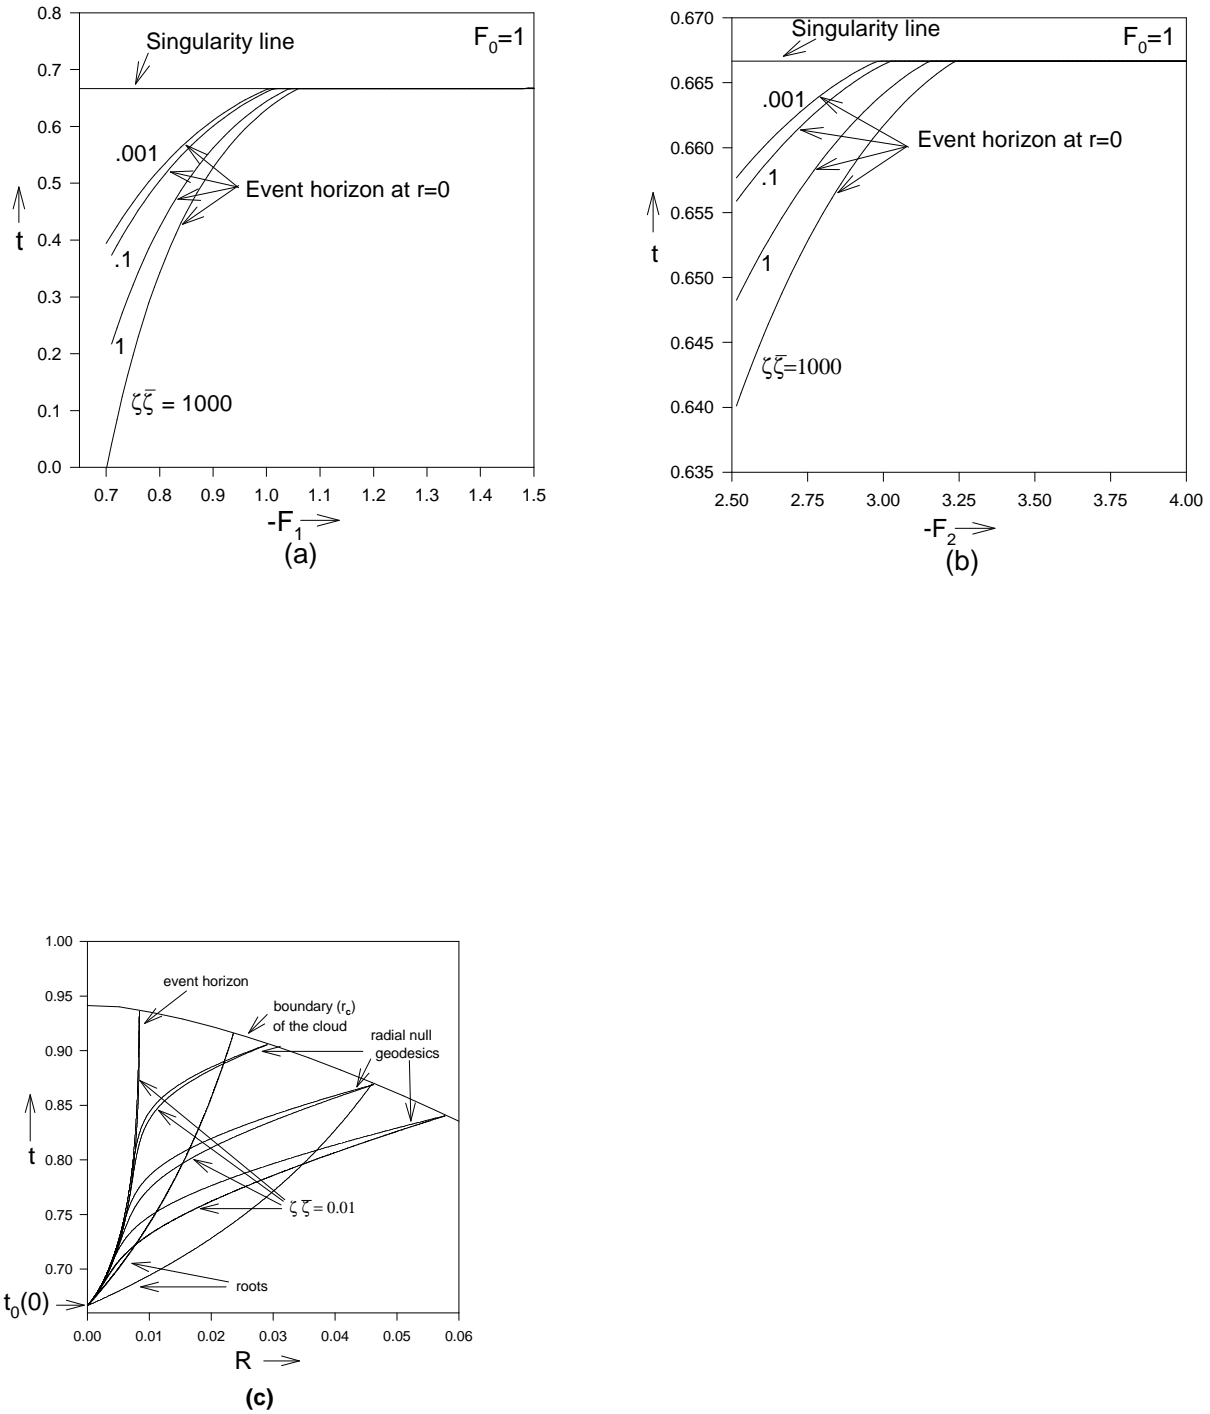 0.8
0.7
0.6
0.5
0.4
0.3
0.2
0.1
0.0
t
Singularity line
F₀=1
.001
.1
1
ζζ̄ = 1000
Event horizon at r=0
0.7 0.8 0.9 1.0 1.1 1.2 1.3 1.4 1.5
-F₁
(a)
0.670
0.665
0.660
0.655
0.650
0.645
0.640
0.635
t
Singularity line
F₀=1
.001
.1
1
ζζ̄=1000
Event horizon at r=0
2.50 2.75 3.00 3.25 3.50 3.75 4.00
-F₂
(b)
1.00
0.95
0.90
0.85
0.80
0.75
0.70
t₀(0)
t
event horizon
boundary (r_c)
of the cloud
radial null
geodesics
ζ ζ̄ = 0.01
roots
0.00 0.01 0.02 0.03 0.04 0.05 0.06
R
(c)